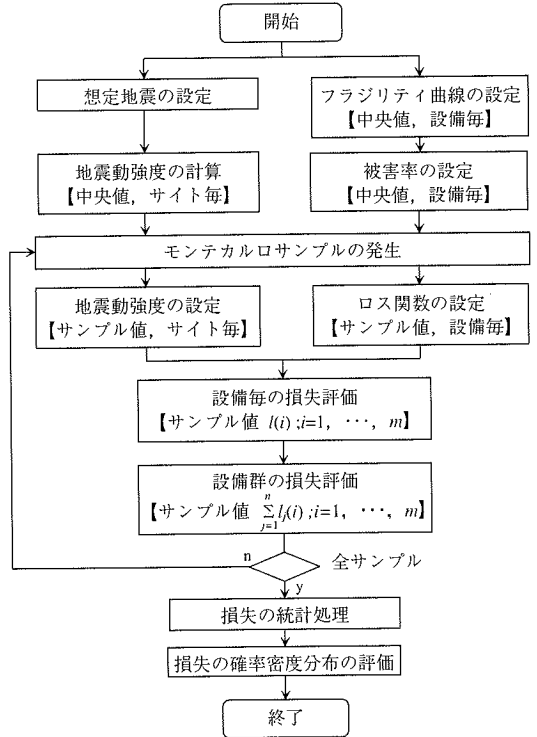 開始
想定地震の設定
フラジリティ曲線の設定
【中央値，設備毎】
地震動強度の計算
【中央値，サイト毎】
被害率の設定
【中央値，設備毎】
モンテカルロサンプルの発生
地震動強度の設定
【サンプル値，サイト毎】
ロス関数の設定
【サンプル値，設備毎】
設備毎の損失評価
【サンプル値 l(i) ;i=1， ･･･， m】
設備群の損失評価
【サンプル値 \sum_{j=1}^{n} l_j(i) ;i=1， ･･･， m】
n
全サンプル
y
損失の統計処理
損失の確率密度分布の評価
終了